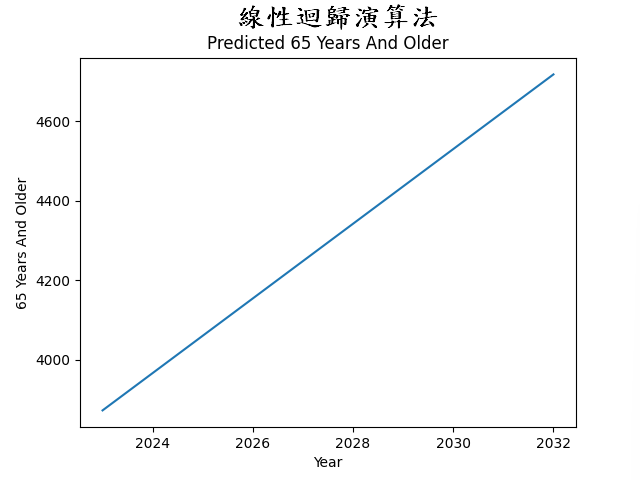 線性迴歸演算法
Predicted 65 Years And Older
4600
4400
4200
4000
65 Years And Older
2024 2026 2028 2030 2032
Year